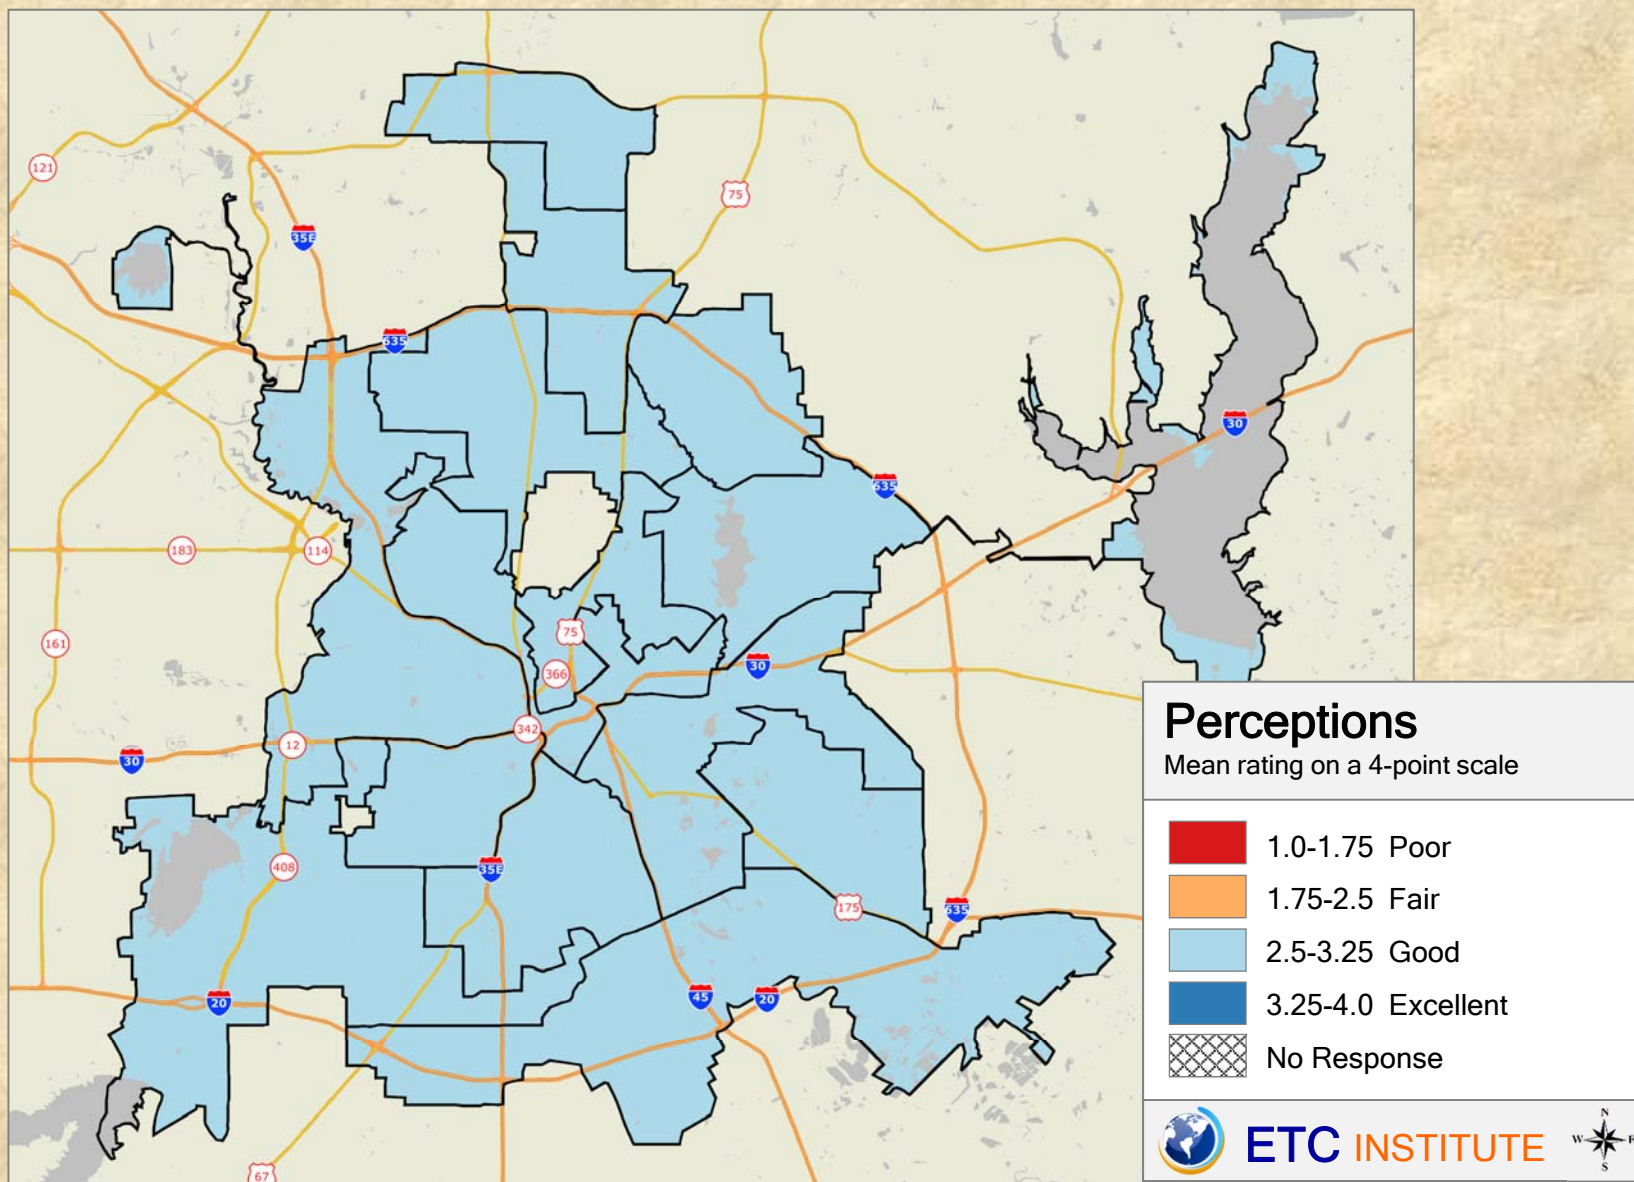 121
75
35E
635
635
30
183
114
161
75
366
30
342
12
30
408
35E
175
635
20
45
20
67
Perceptions
Mean rating on a 4-point scale
1.0-1.75 Poor
1.75-2.5 Fair
2.5-3.25 Good
3.25-4.0 Excellent
No Response
ETC INSTITUTE
N
W
E
S